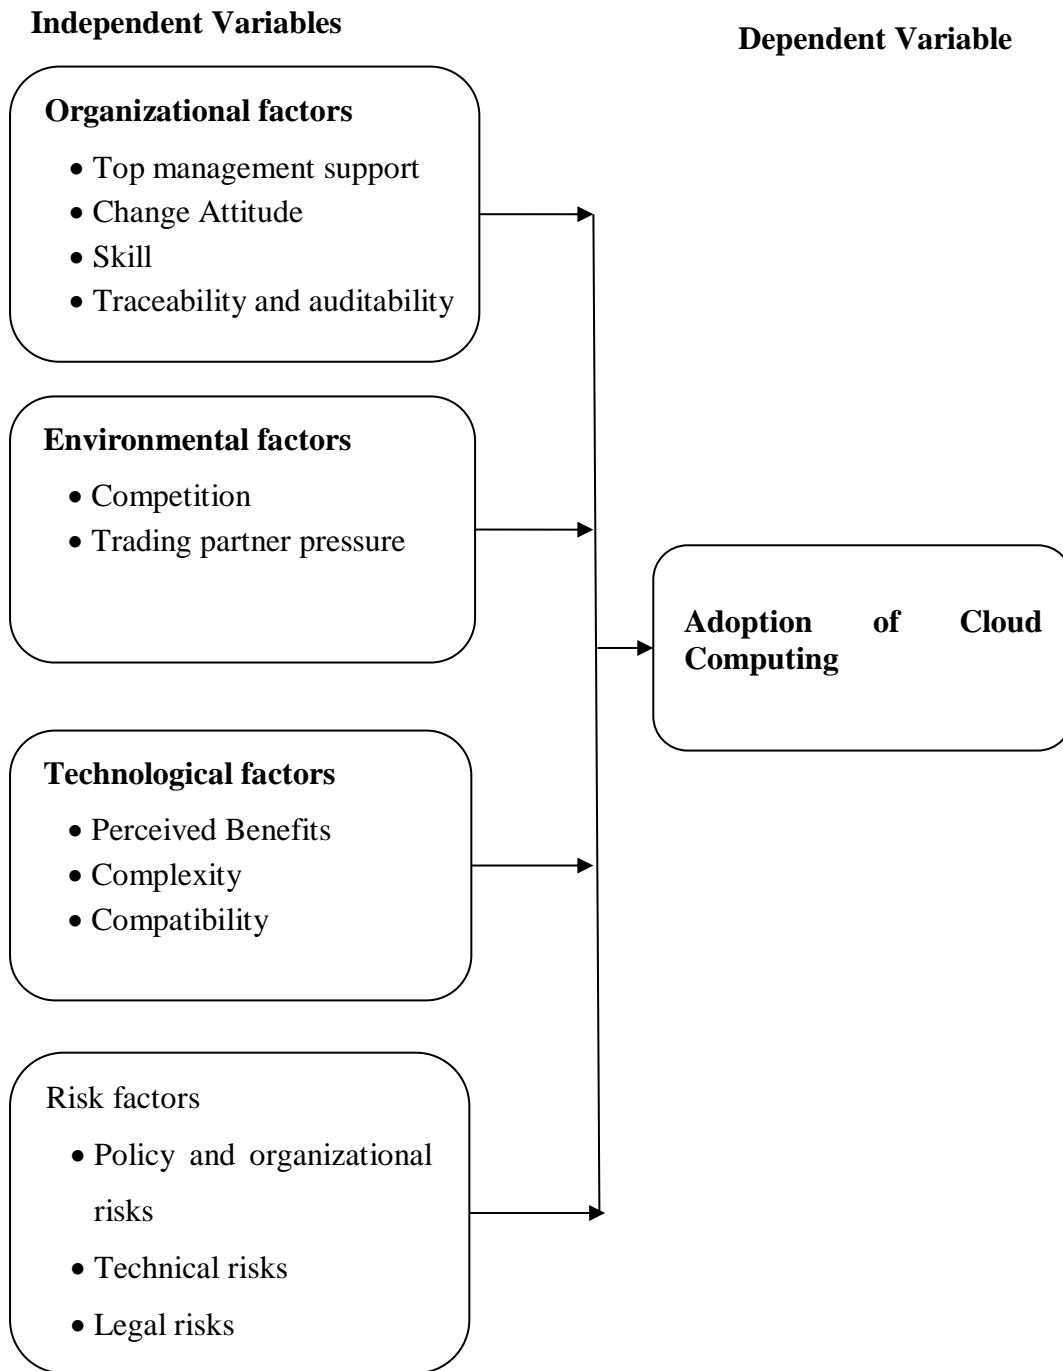 Independent Variables
Dependent Variable
Organizational factors
• Top management support
• Change Attitude
• Skill
• Traceability and auditability
Environmental factors
• Competition
• Trading partner pressure
Adoption of Cloud
Computing
Technological factors
• Perceived Benefits
• Complexity
• Compatibility
Risk factors
• Policy and organizational
risks
• Technical risks
• Legal risks